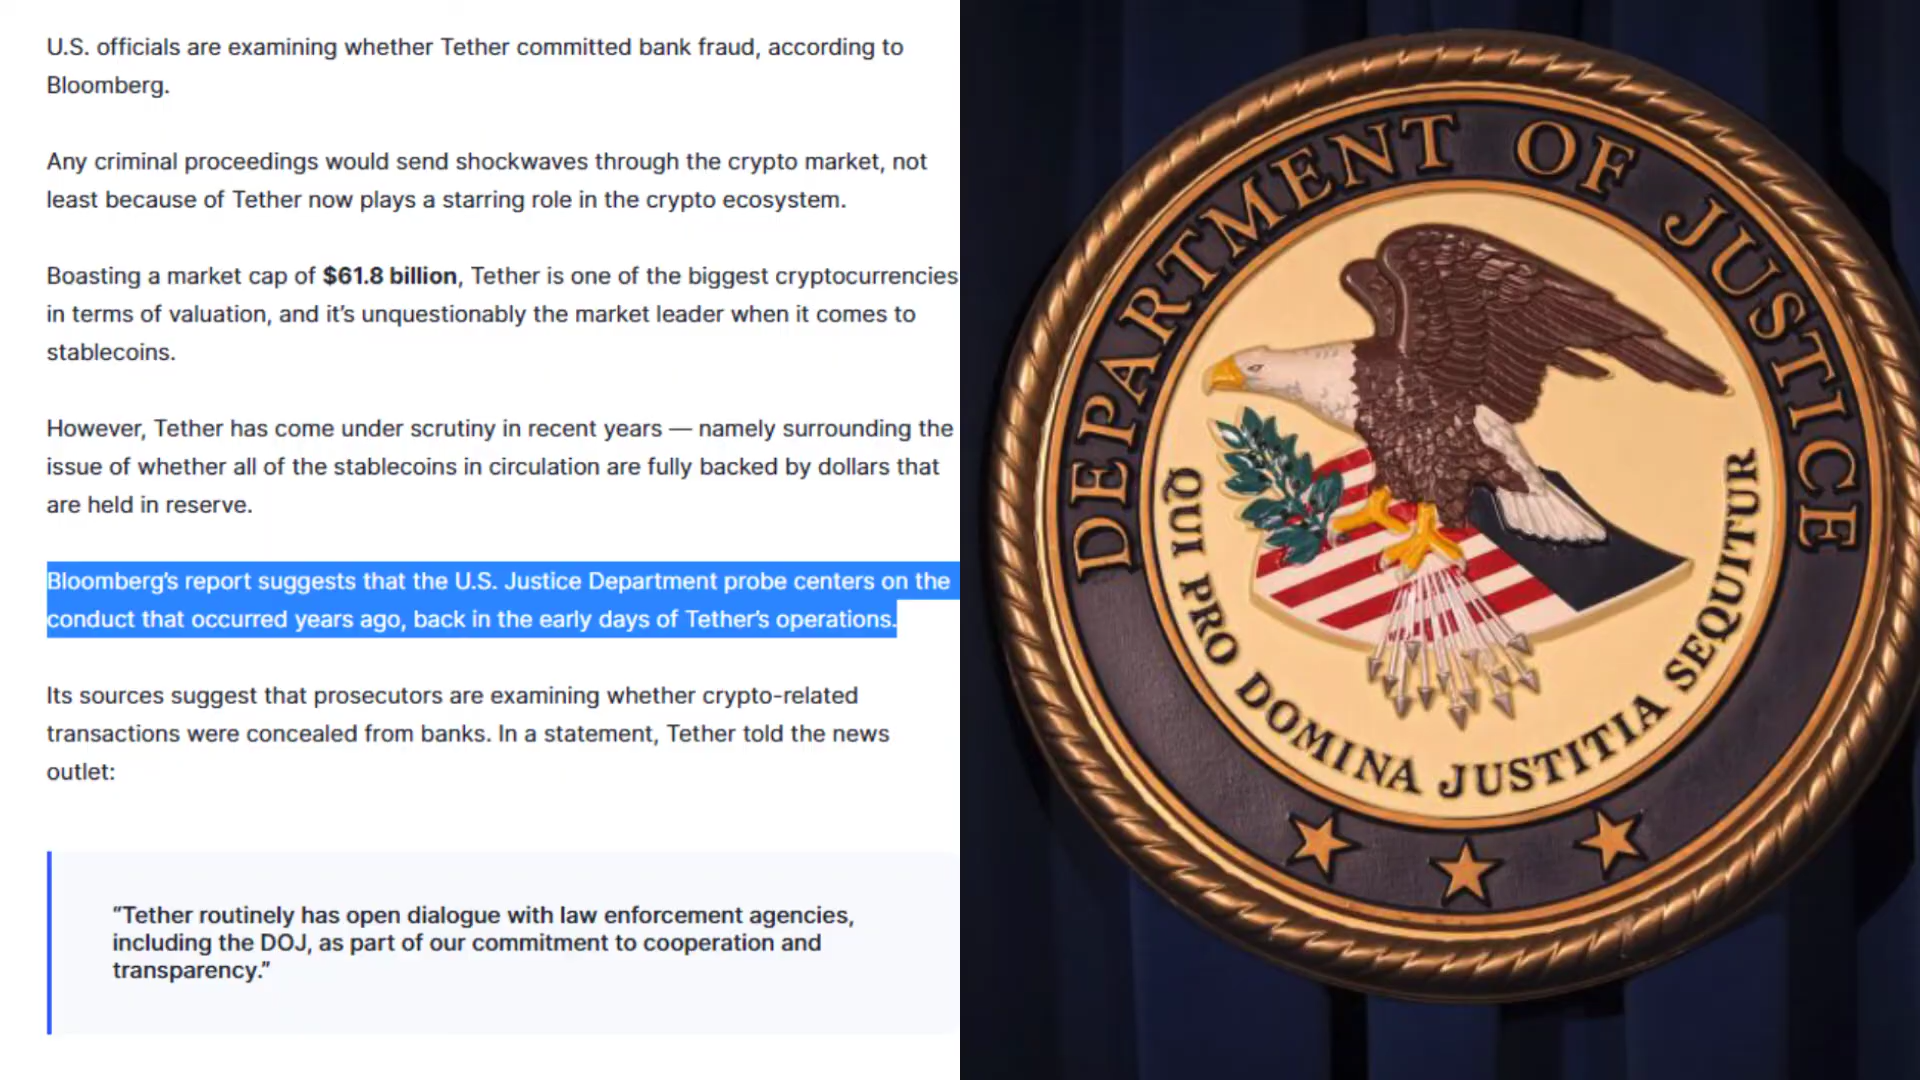 U.S. officials are examining whether Tether committed bank fraud, according to
Bloomberg.
Any criminal proceedings would send shockwaves through the crypto market, not
least because of Tether now plays a starring role in the crypto ecosystem.
Boasting a market cap of $61.8 billion, Tether is one of the biggest cryptocurrencies
in terms of valuation, and it’s unquestionably the market leader when it comes to
stablecoins.
However, Tether has come under scrutiny in recent years — namely surrounding the
issue of whether all of the stablecoins in circulation are fully backed by dollars that
are held in reserve.
Bloomberg’s report suggests that the U.S. Justice Department probe centers on the
conduct that occurred years ago, back in the early days of Tether’s operations.
Its sources suggest that prosecutors are examining whether crypto-related
transactions were concealed from banks. In a statement, Tether told the news
outlet:
“Tether routinely has open dialogue with law enforcement agencies,
including the DOJ, as part of our commitment to cooperation and
transparency.”
DEPARTMENT OF JUSTICE
QUI PRO DOMINA JUSTITIA SEQUITUR